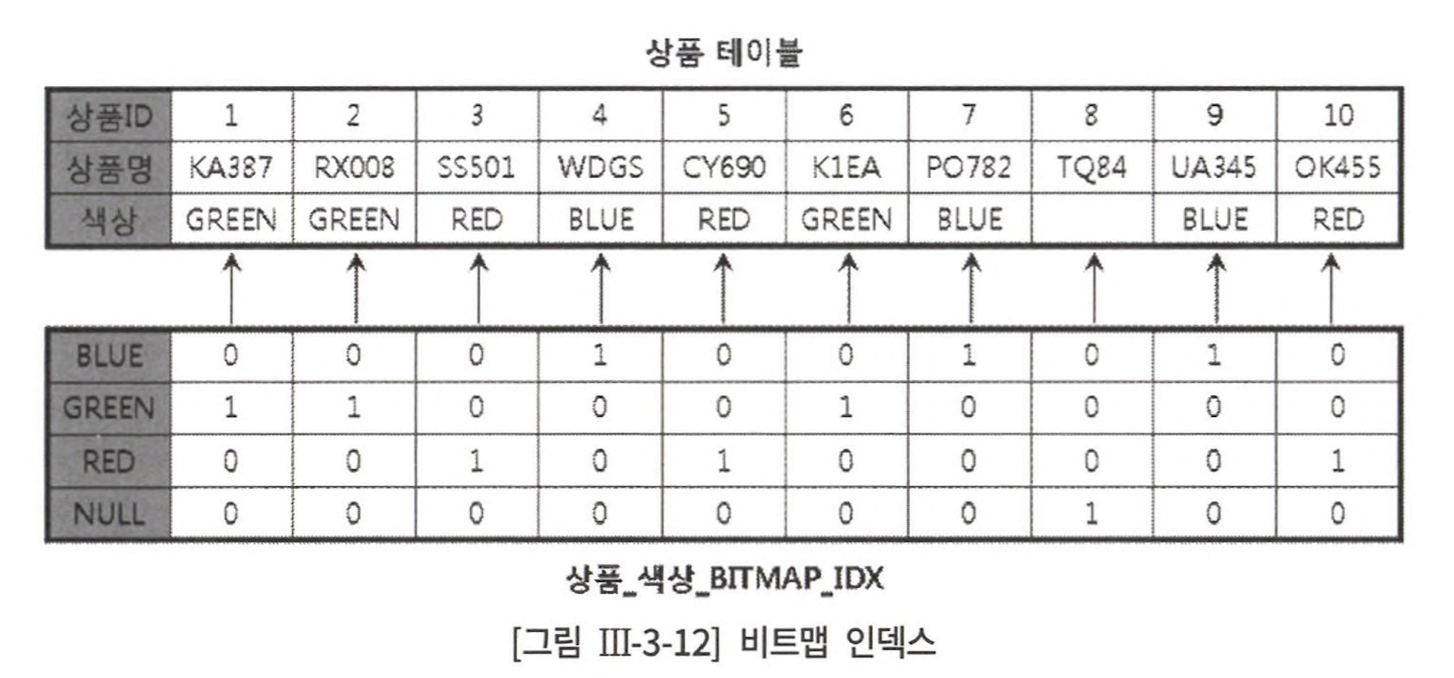 상품 테이블
상품ID 1 2 3 4 5 6 7 8 9 10
상품명 KA387 RX008 SS501 WDGS CY690 K1EA PO782 TQ84 UA345 OK455
색상 GREEN GREEN RED BLUE RED GREEN BLUE BLUE RED
BLUE 0 0 0 1 0 0 1 0 1 0
GREEN 1 1 0 0 0 1 0 0 0 0
RED 0 0 1 0 1 0 0 0 0 1
NULL 0 0 0 0 0 0 0 1 0 0
상품_색상_BITMAP_IDX
[그림 Ⅲ-3-12] 비트맵 인덱스